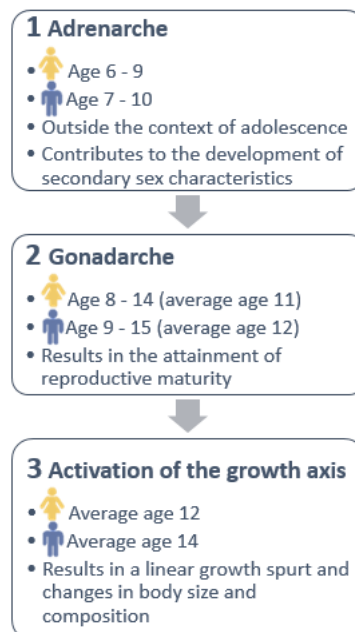 1 Adrenarche
• Age 6 - 9
• Age 7 - 10
• Outside the context of adolescence
• Contributes to the development of
secondary sex characteristics
2 Gonadarche
• Age 8 - 14 (average age 11)
• Age 9 - 15 (average age 12)
• Results in the attainment of
reproductive maturity
3 Activation of the growth axis
• Average age 12
• Average age 14
• Results in a linear growth spurt and
changes in body size and
composition